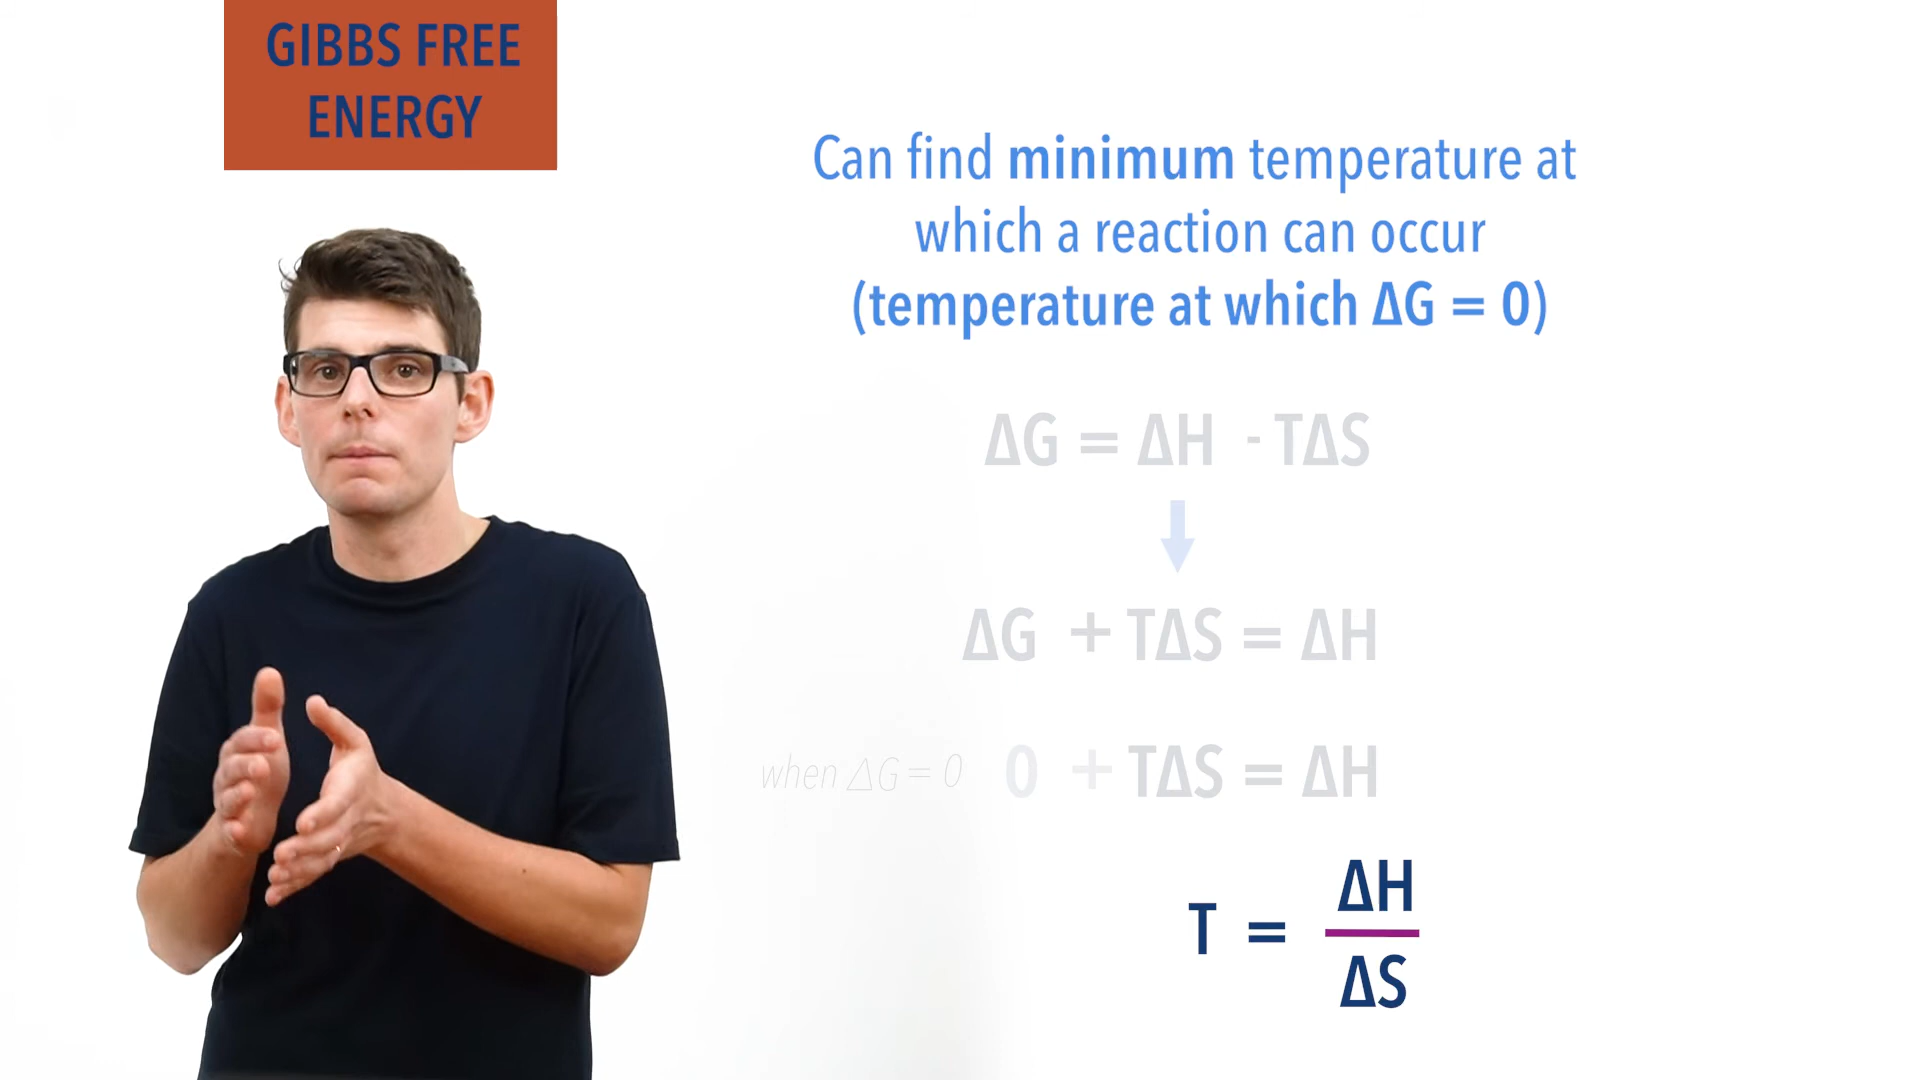 GIBBS FREE
ENERGY
Can find minimum temperature at
which a reaction can occur
(temperature at which ΔG = 0)
ΔG = ΔH - TΔS
ΔG + TΔS = ΔH
when ΔG = 0 0 + TΔS = ΔH
T = ΔH
ΔS